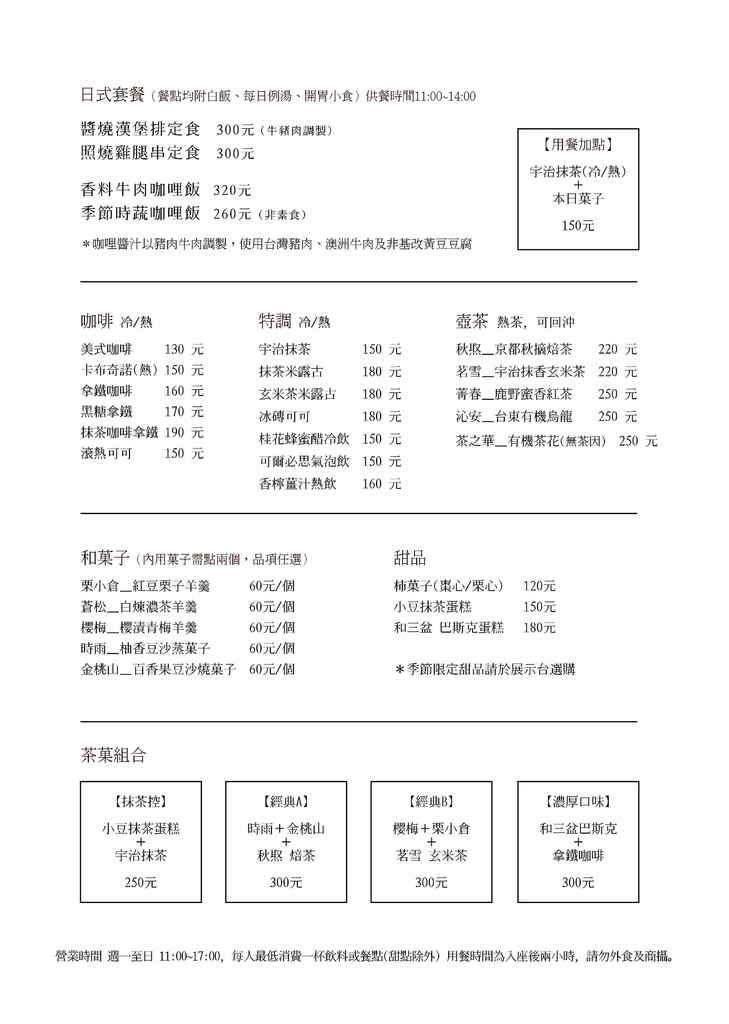 日式套餐（餐點均附白飯、每日例湯、開胃小食）供餐時間11:00~14:00
醬燒漢堡排定食 300元（牛豬肉調製）
照燒雞腿串定食 300元
香料牛肉咖哩飯 320元
季節時蔬咖哩飯 260元（非素食）
＊咖哩醬汁以豬肉牛肉調製，使用台灣豬肉、澳洲牛肉及非基改黃豆豆腐
【用餐加點】
宇治抹茶(冷/熱)
+
本日菓子
150元
咖啡 冷/熱
美式咖啡 130 元
卡布奇諾(熱) 150 元
拿鐵咖啡 160 元
黑糖拿鐵 170 元
抹茶咖啡拿鐵 190 元
滾熱可可 150 元
特調 冷/熱
宇治抹茶 150 元
抹茶米露古 180 元
玄米茶米露古 180 元
冰磚可可 180 元
桂花蜂蜜醋冷飲 150 元
可爾必思氣泡飲 150 元
香檸薑汁熱飲 160 元
壺茶 熱茶, 可回沖
秋熙__京都秋摘焙茶 220 元
茗雪__宇治抹香玄米茶 220 元
菁春__鹿野蜜香紅茶 250 元
沁安__台東有機烏龍 250 元
茶之華__有機茶花(無茶因) 250 元
和菓子（內用菓子需點兩個，品項任選）
栗小倉__紅豆栗子羊羹 60元/個
蒼松__白煉濃茶羊羹 60元/個
櫻梅__櫻漬青梅羊羹 60元/個
時雨__柚香豆沙蒸菓子 60元/個
金桃山__百香果豆沙燒菓子 60元/個
甜品
柿菓子(棗心/栗心) 120元
小豆抹茶蛋糕 150元
和三盆 巴斯克蛋糕 180元
＊季節限定甜品請於展示台選購
茶菓組合
【抹茶控】
小豆抹茶蛋糕
+
宇治抹茶
250元
【經典A】
時雨＋金桃山
+
秋熙 焙茶
300元
【經典B】
櫻梅＋栗小倉
+
茗雪 玄米茶
300元
【濃厚口味】
和三盆巴斯克
+
拿鐵咖啡
300元
營業時間 週一至日 11:00~17:00, 每人最低消費一杯飲料或餐點(甜點除外) 用餐時間為入座後兩小時, 請勿外食及商攝。